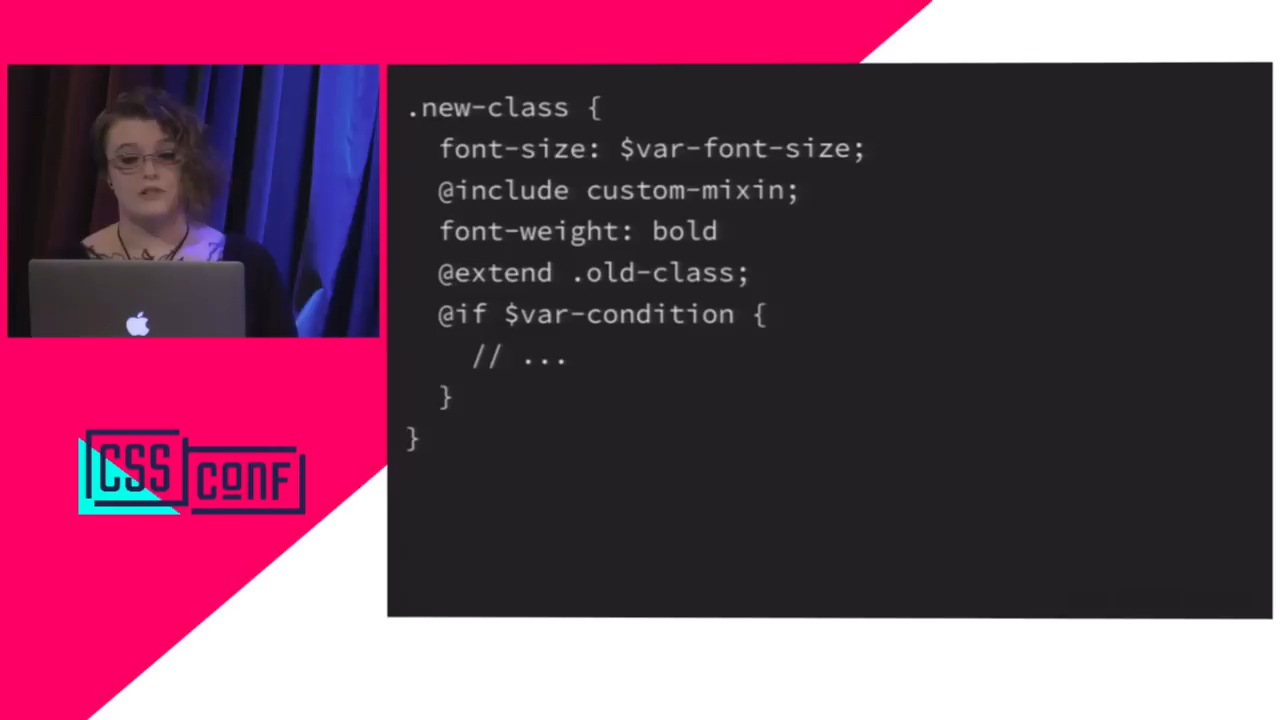 .new-class {
font-size: $var-font-size;
@include custom-mixin;
font-weight: bold
@extend .old-class;
@if $var-condition {
// ...
}
}
CSS
CONF